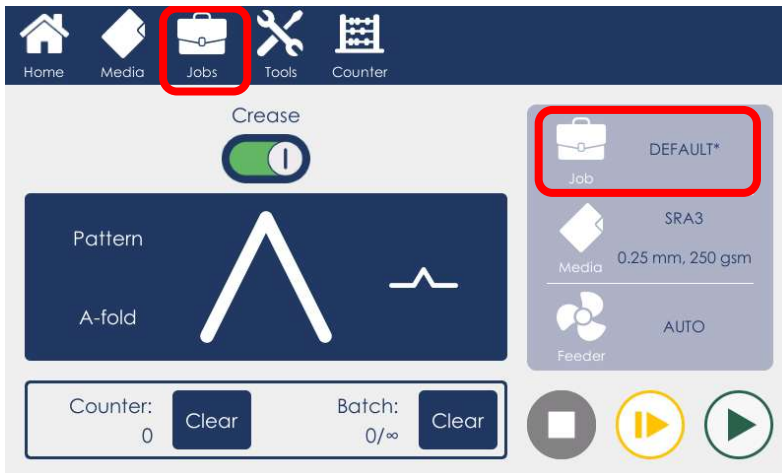 Home Media Jobs Tools Counter
Crease
Pattern
A-fold
Counter:
0
Clear
Batch:
0/∞
Clear
DEFAULT*
Job
SRA3
0.25 mm, 250 gsm
Media
AUTO
Feeder